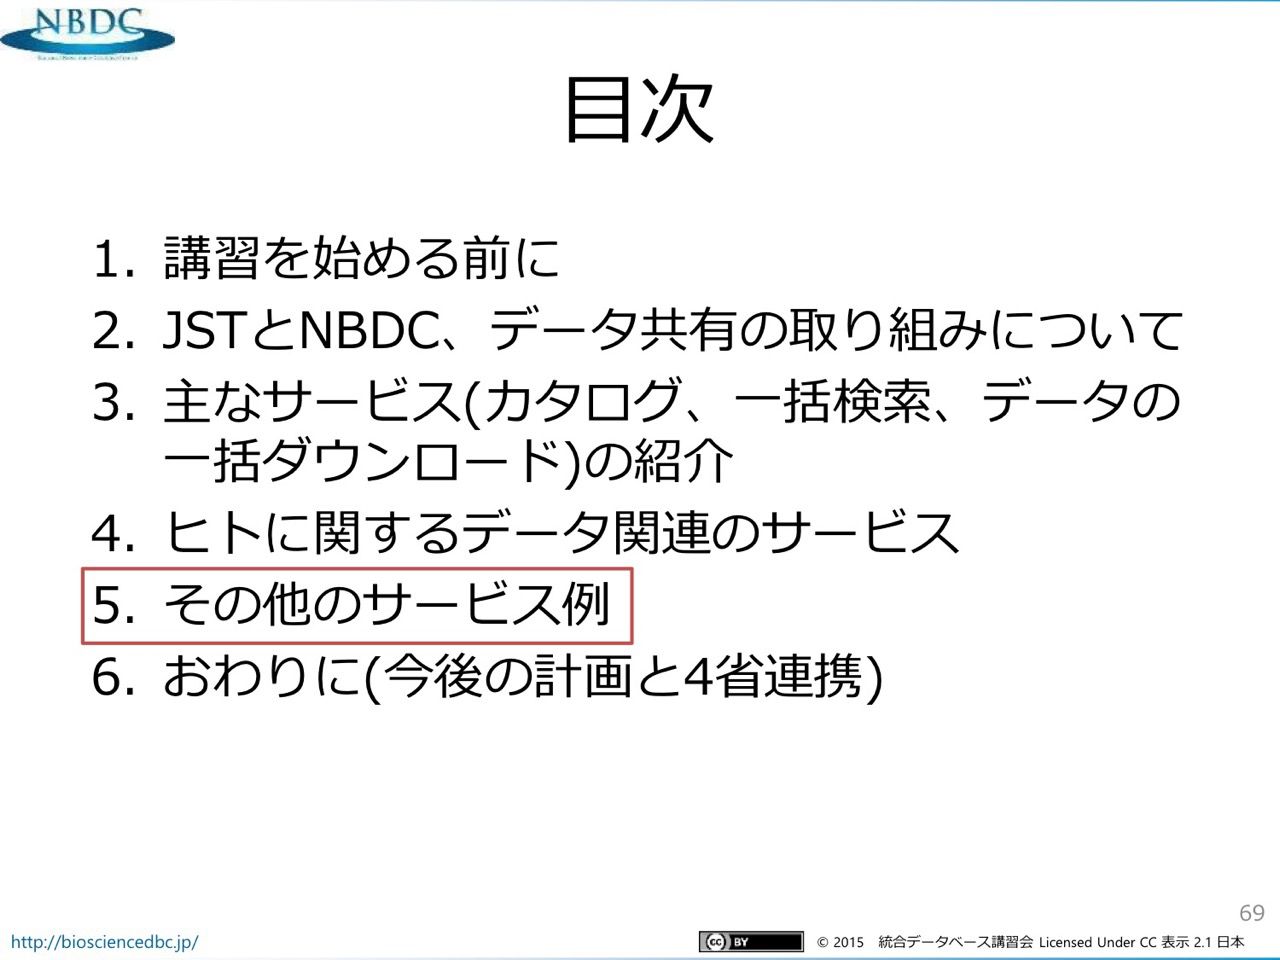 NBDC
目次
1. 講習を始める前に
2. JSTとNBDC、データ共有の取り組みについて
3. 主なサービス(カタログ、一括検索、データの
一括ダウンロード)の紹介
4. ヒトに関するデータ関連のサービス
5. その他のサービス例
6. おわりに(今後の計画と4省連携)
69
http://biosciencedbc.jp/
cc BY
© 2015 統合データベース講習会 Licensed Under CC 表示 2.1 日本